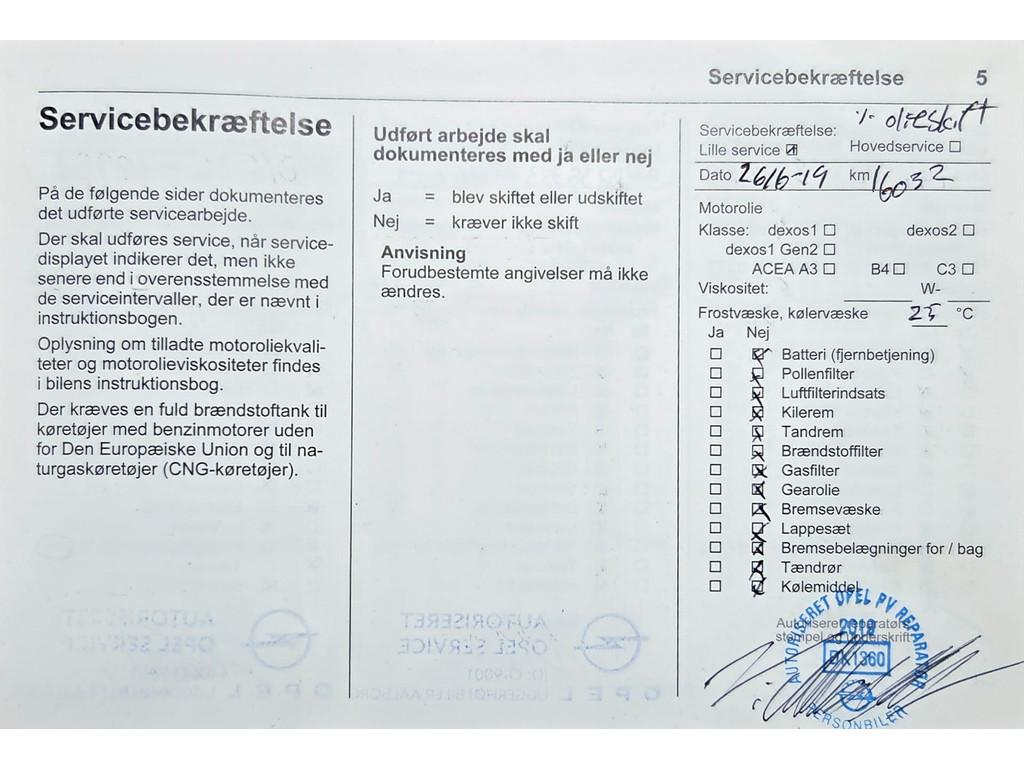 Servicebekræftelse 5
Servicebekræftelse
På de følgende sider dokumenteres
det udførte servicearbejde.
Der skal udføres service, når service-
displayet indikerer det, men ikke
senere end i overensstemmelse med
de serviceintervaller, der er nævnt i
instruktionsbogen.
Oplysning om tilladte motoroliekvali-
teter og motorolieviskositeter findes
i bilens instruktionsbog.
Der kræves en fuld brændstoftank til
køretøjer med benzinmotorer uden
for Den Europæiske Union og til na-
turgaskøretøjer (CNG-køretøjer).
Udført arbejde skal
dokumenteres med ja eller nej
Ja = blev skiftet eller udskiftet
Nej = kræver ikke skift
Anvisning
Forudbestemte angivelser må ikke
ændres.
÷ olieskift
Servicebekræftelse:
Lille service ☒ Hovedservice ☐
Dato 26/6-19 km 16032
Motorolie
Klasse: dexos1 ☐ dexos2 ☐
dexos1 Gen2 ☐
ACEA A3 ☐ B4 ☐ C3 ☐
Viskositet: W-
Frostvæske, kølervæske 25 °C
Ja Nej
☐ ☒ Batteri (fjernbetjening)
☐ ☒ Pollenfilter
☐ ☒ Luftfilterindsats
☐ ☒ Kilerem
☐ ☒ Tandrem
☐ ☒ Brændstoffilter
☐ ☒ Gasfilter
☐ ☒ Gearolie
☐ ☒ Bremsevæske
☐ ☒ Lappesæt
☐ ☒ Bremsebelægninger for / bag
☐ ☒ Tændrør
☐ ☒ Kølemiddel
Autoriseret reparatørs
stempel og underskrift
AUTORISERET OPEL PV REPARATØR
DK1360
PERSONBILER